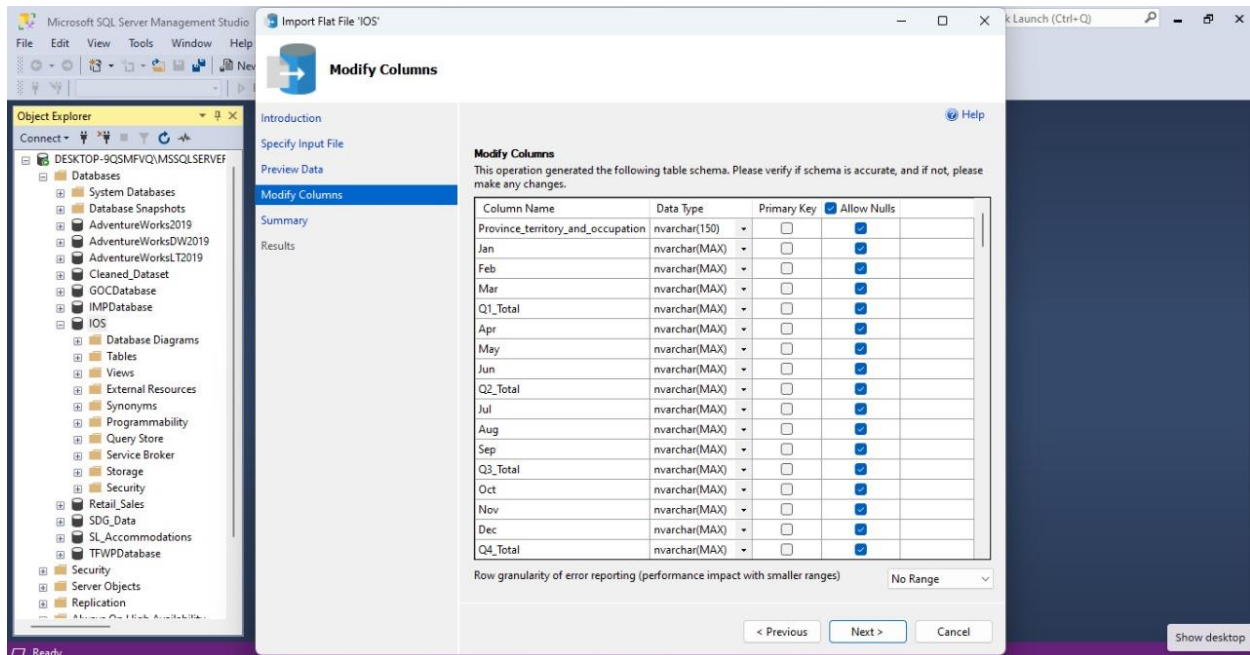 Microsoft SQL Server Management Studio
k Launch (Ctrl+Q)
File Edit View Tools Window Help
New
Object Explorer
Connect
DESKTOP-9QSMFVQ\MSSQLSERVER
Databases
System Databases
Database Snapshots
AdventureWorks2019
AdventureWorksDW2019
AdventureWorksLT2019
Cleaned_Dataset
GOCDatabase
IMPDatabase
IOS
Database Diagrams
Tables
Views
External Resources
Synonyms
Programmability
Query Store
Service Broker
Storage
Security
Retail_Sales
SDG_Data
SL_Accommodations
TFWPDatabase
Security
Server Objects
Replication
Always On High Availability
Ready
Import Flat File 'IOS'
Modify Columns
Introduction
Specify Input File
Preview Data
Modify Columns
Summary
Results
Help
Modify Columns
This operation generated the following table schema. Please verify if schema is accurate, and if not, please
make any changes.
Column Name Data Type Primary Key Allow Nulls
Province_territory_and_occupation nvarchar(150)
Jan nvarchar(MAX)
Feb nvarchar(MAX)
Mar nvarchar(MAX)
Q1_Total nvarchar(MAX)
Apr nvarchar(MAX)
May nvarchar(MAX)
Jun nvarchar(MAX)
Q2_Total nvarchar(MAX)
Jul nvarchar(MAX)
Aug nvarchar(MAX)
Sep nvarchar(MAX)
Q3_Total nvarchar(MAX)
Oct nvarchar(MAX)
Nov nvarchar(MAX)
Dec nvarchar(MAX)
Q4_Total nvarchar(MAX)
Row granularity of error reporting (performance impact with smaller ranges) No Range
< Previous Next > Cancel
Show desktop